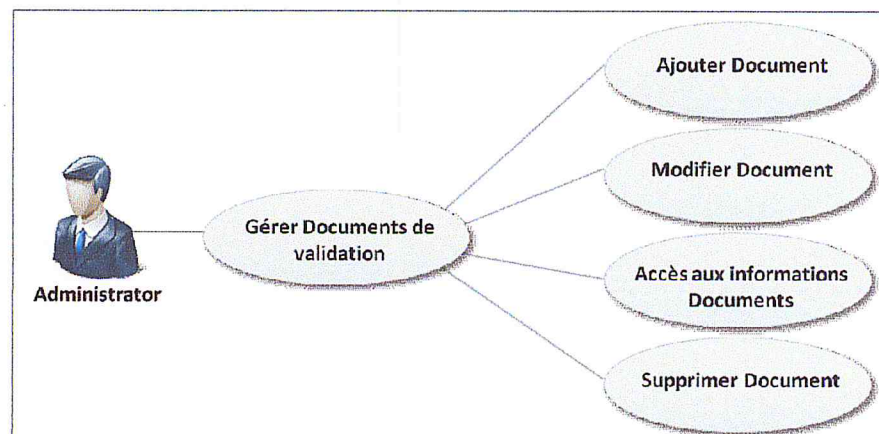 Ajouter Document
Modifier Document
Gérer Documents de
validation
Administrator
Accès aux informations
Documents
Supprimer Document